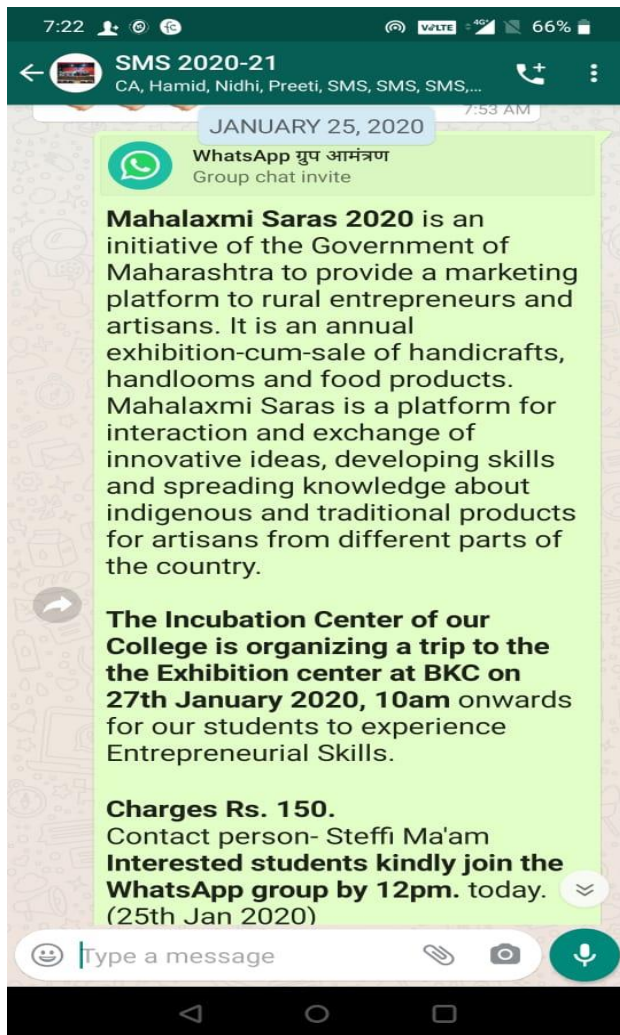 7:22
VoLTE 4G+ 66%
SMS 2020-21
CA, Hamid, Nidhi, Preeti, SMS, SMS, SMS,...
7:53 AM
JANUARY 25, 2020
WhatsApp ग्रुप आमंत्रण
Group chat invite
Mahalaxmi Saras 2020 is an
initiative of the Government of
Maharashtra to provide a marketing
platform to rural entrepreneurs and
artisans. It is an annual
exhibition-cum-sale of handicrafts,
handlooms and food products.
Mahalaxmi Saras is a platform for
interaction and exchange of
innovative ideas, developing skills
and spreading knowledge about
indigenous and traditional products
for artisans from different parts of
the country.
The Incubation Center of our
College is organizing a trip to the
the Exhibition center at BKC on
27th January 2020, 10am onwards
for our students to experience
Entrepreneurial Skills.
Charges Rs. 150.
Contact person- Steffi Ma'am
Interested students kindly join the
WhatsApp group by 12pm. today.
(25th Jan 2020)
Type a message